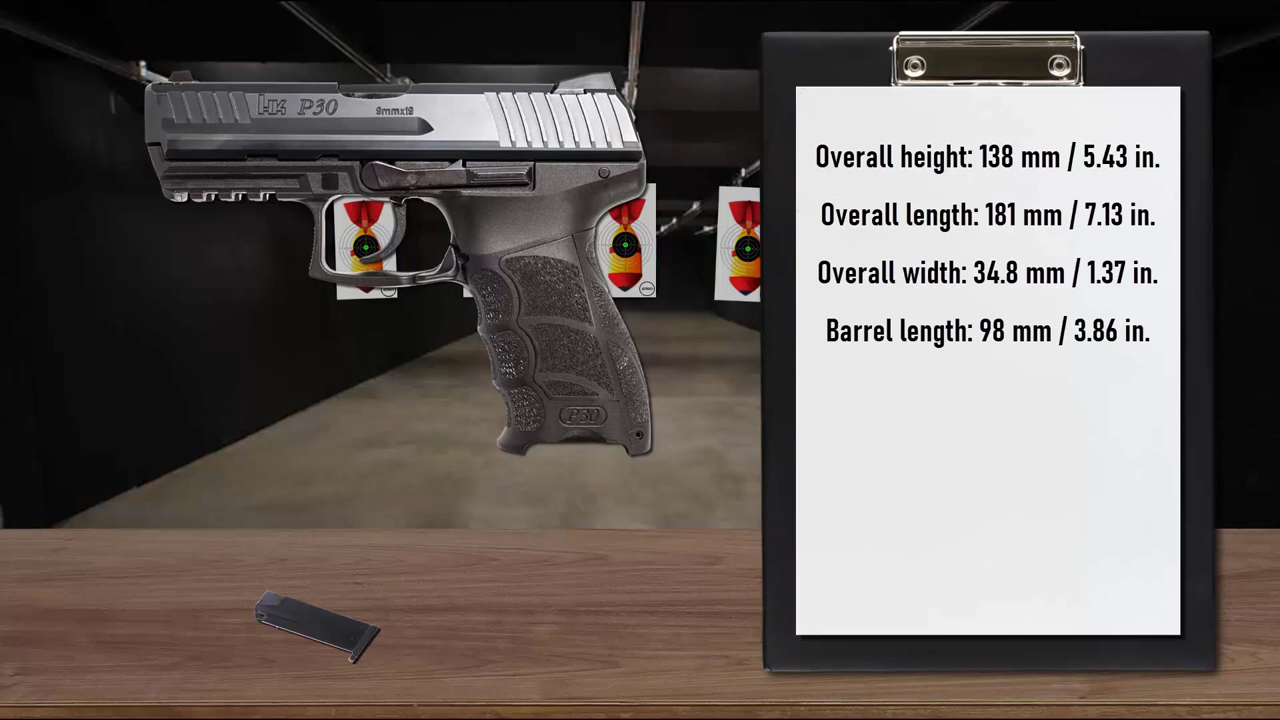 HK P30 9mmx19
P30
Overall height: 138 mm / 5.43 in.
Overall length: 181 mm / 7.13 in.
Overall width: 34.8 mm / 1.37 in.
Barrel length: 98 mm / 3.86 in.